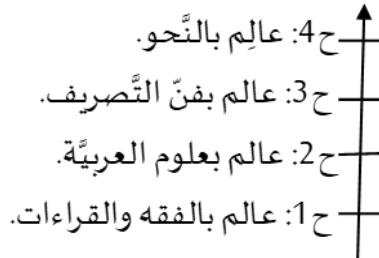 ح4: عالِم بالنَّحو.
ح3: عالم بفنّ التَّصريف.
ح2: عالم بعلوم العربيَّة.
ح1: عالم بالفقه والقراءات.